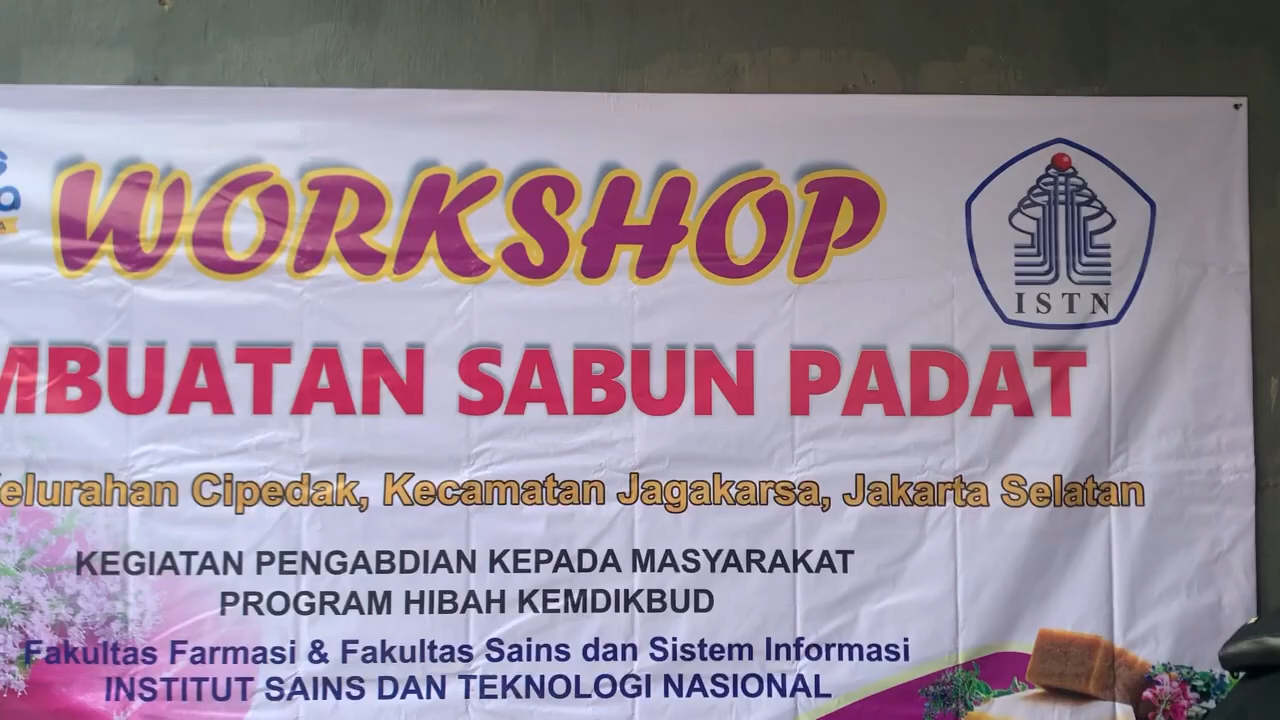 WORKSHOP
ISTN
MBUATAN SABUN PADAT
elurahan Cipedak, Kecamatan Jagakarsa, Jakarta Selatan
KEGIATAN PENGABDIAN KEPADA MASYARAKAT
PROGRAM HIBAH KEMDIKBUD
Fakultas Farmasi & Fakultas Sains dan Sistem Informasi
INSTITUT SAINS DAN TEKNOLOGI NASIONAL